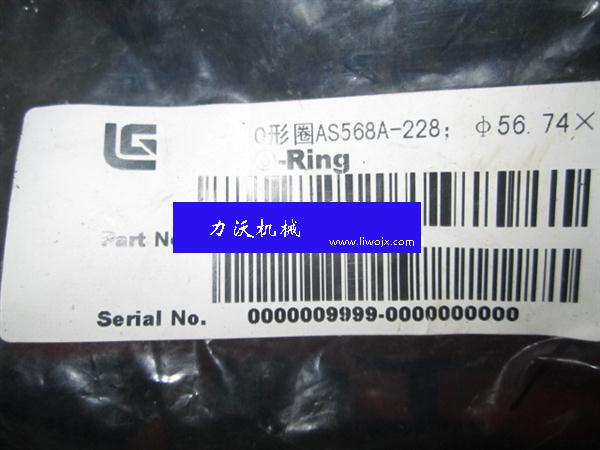 LG
O形圈AS568A-228; Φ56.74×
O-Ring
Part No
力沃机械
www.liwojx.com
Serial No. 0000009999-0000000000